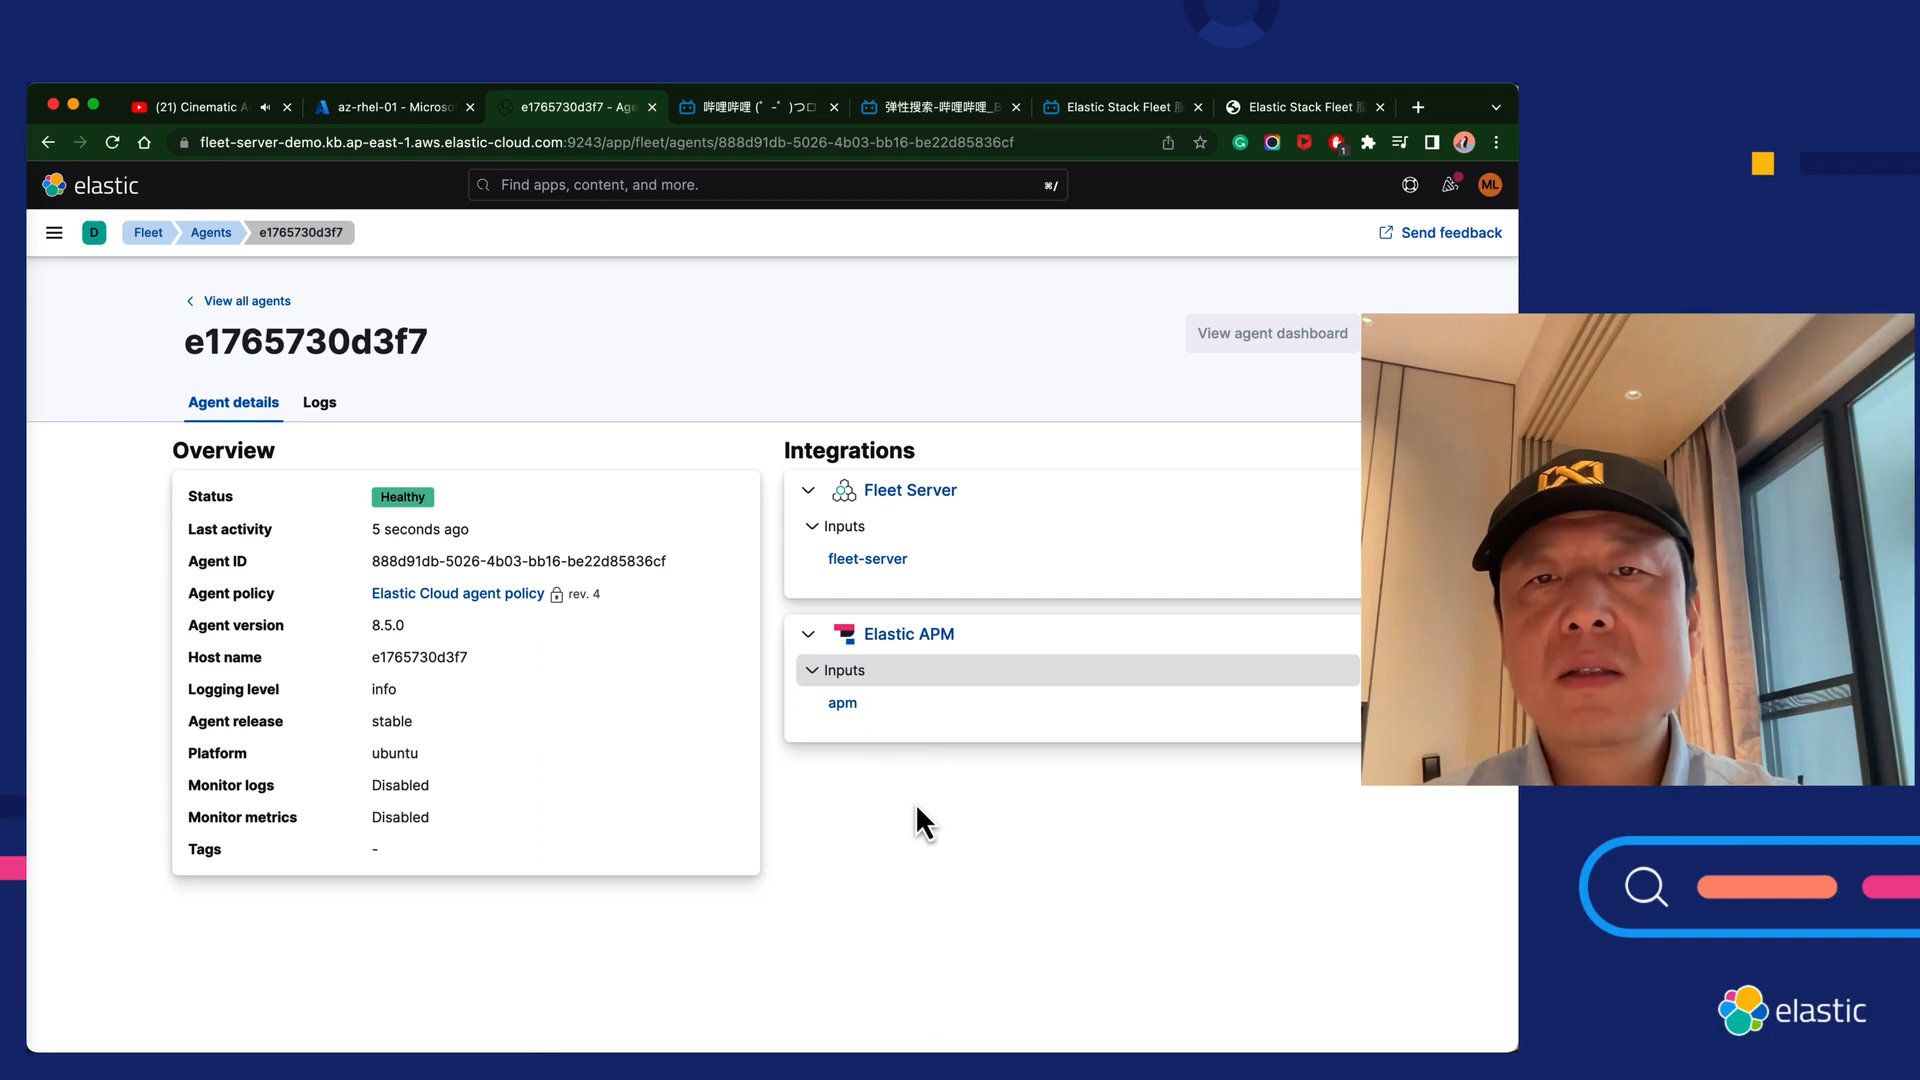 (21) Cinematic A
az-rhel-01 - Microso
e1765730d3f7 - Age
哔哩哔哩 (゜-゜)つロ
弹性搜索-哔哩哔哩_B
Elastic Stack Fleet 服
Elastic Stack Fleet 服
fleet-server-demo.kb.ap-east-1.aws.elastic-cloud.com:9243/app/fleet/agents/888d91db-5026-4b03-bb16-be22d85836cf
1
elastic
Find apps, content, and more.
⌘/
ML
D
Fleet
Agents
e1765730d3f7
Send feedback
View all agents
e1765730d3f7
View agent dashboard
Agent details
Logs
Overview
Status Healthy
Last activity 5 seconds ago
Agent ID 888d91db-5026-4b03-bb16-be22d85836cf
Agent policy Elastic Cloud agent policy rev. 4
Agent version 8.5.0
Host name e1765730d3f7
Logging level info
Agent release stable
Platform ubuntu
Monitor logs Disabled
Monitor metrics Disabled
Tags -
Integrations
Fleet Server
Inputs
fleet-server
Elastic APM
Inputs
apm
elastic